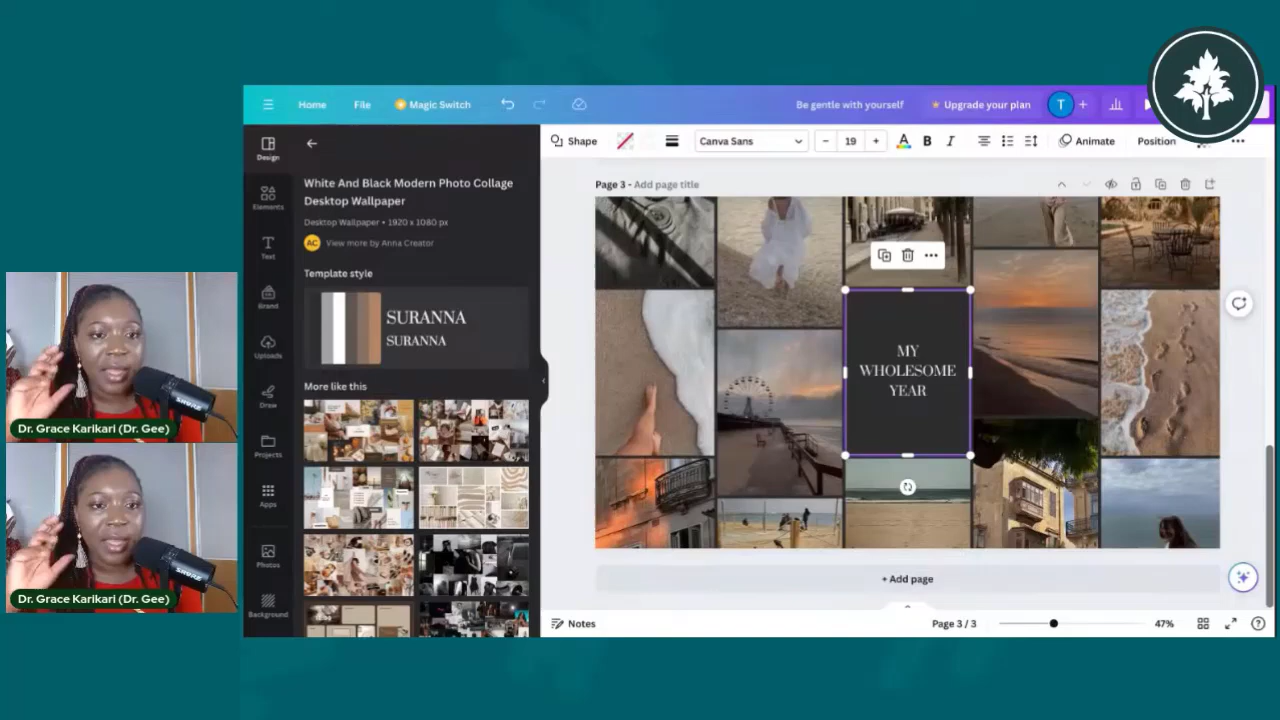 Home File Magic Switch Be gentle with yourself Upgrade your plan T +
Design
Elements
Text
Brand
Uploads
Draw
Projects
Apps
Photos
Background
White And Black Modern Photo Collage
Desktop Wallpaper
Desktop Wallpaper • 1920 x 1080 px
AC View more by Anna Creator
Template style
SURANNA
SURANNA
More like this
Shape Canva Sans − 19 + A B I Animate Position
Page 3 - Add page title
MY
WHOLESOME
YEAR
+ Add page
Notes Page 3 / 3 47%
Dr. Grace Karikari (Dr. Gee)
SHURE
Dr. Grace Karikari (Dr. Gee)
SHURE